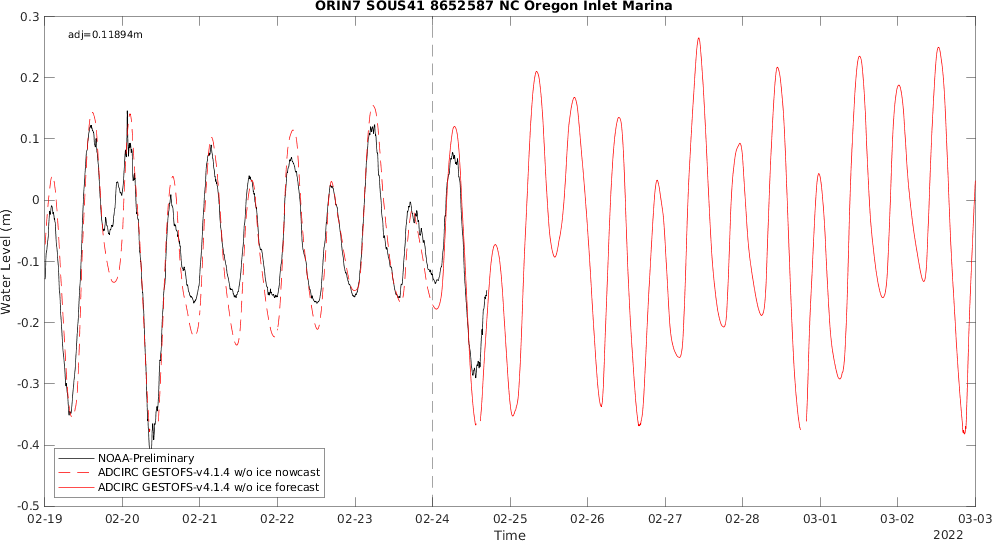 ORIN7 SOUS41 8652587 NC Oregon Inlet Marina
adj=0.11894m
0.3
0.2
0.1
0
-0.1
-0.2
-0.3
-0.4
-0.5
Water Level (m)
NOAA-Preliminary
ADCIRC GESTOFS-v4.1.4 w/o ice nowcast
ADCIRC GESTOFS-v4.1.4 w/o ice forecast
02-19 02-20 02-21 02-22 02-23 02-24 02-25 02-26 02-27 02-28 03-01 03-02 03-03
Time
2022